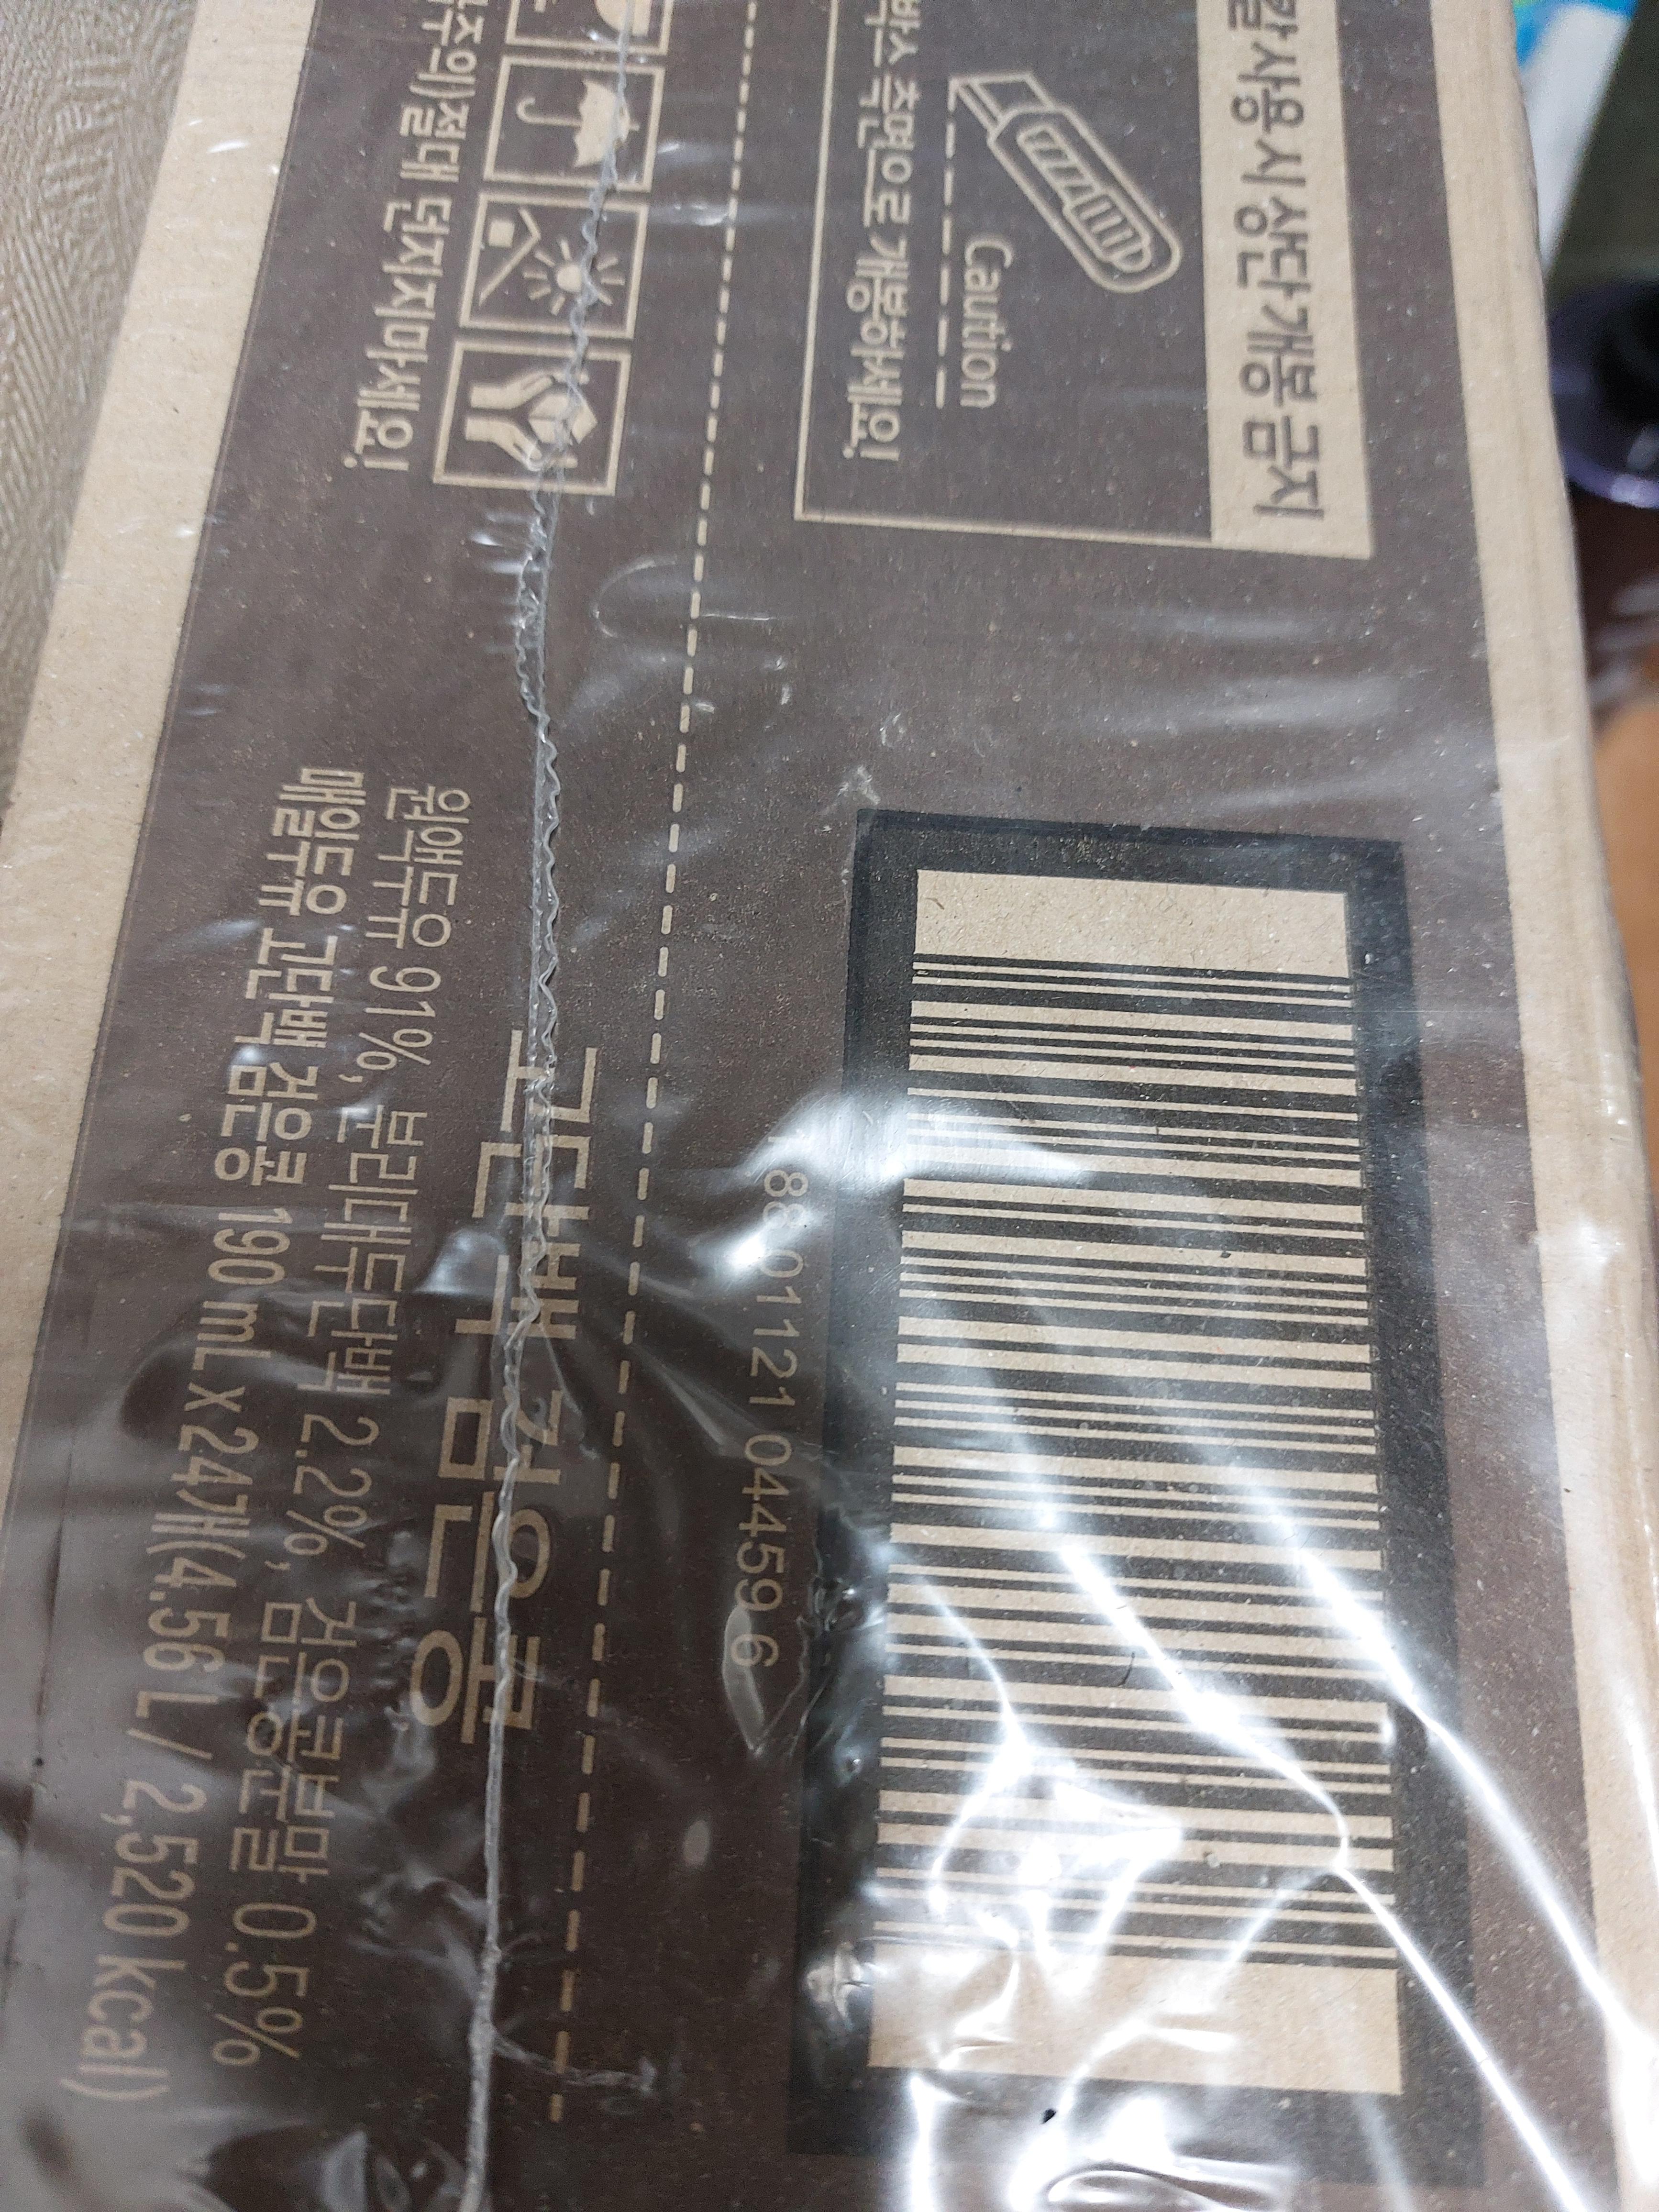 칼사용시 상단개봉금지
Caution
박스 측면으로 개봉하세요!
주의)절대 던지지마세요!
88 01121 04459 6
고단백 검은콩
원액두유 91%, 분리대두단백 2.2%, 검은콩분말 0.5%
매일두유 고단백 검은콩 190 mL x 24개(4.56 L / 2,520 kcal)